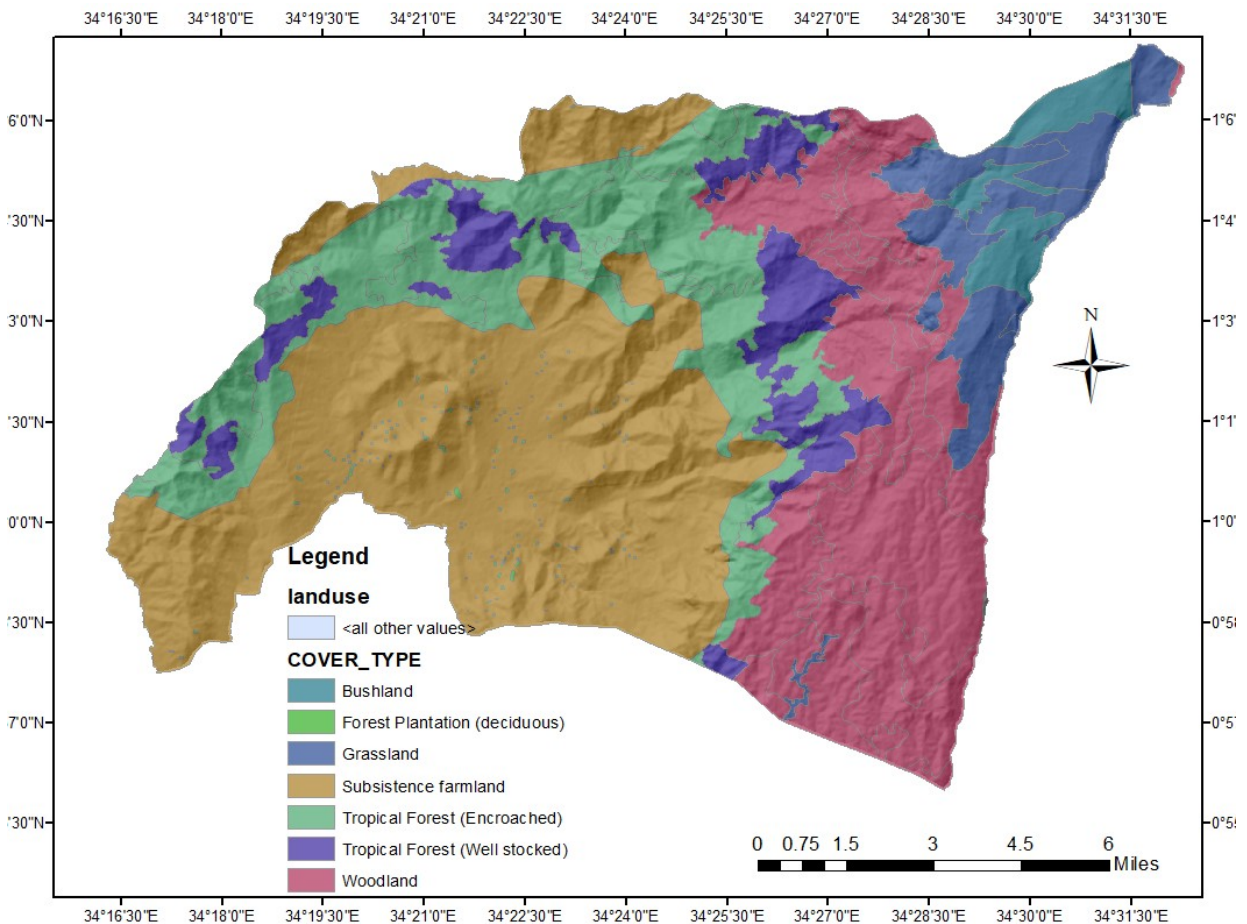 34°16'30"E 34°18'0"E 34°19'30"E 34°21'0"E 34°22'30"E 34°24'0"E 34°25'30"E 34°27'0"E 34°28'30"E 34°30'0"E 34°31'30"E
6'0"N 1°6'
'30"N 1°4'
N
3'0"N 1°3'
'30"N 1°1'
0'0"N 1°0'
Legend
landuse
'30"N 0°58
<all other values>
COVER_TYPE
Bushland
Forest Plantation (deciduous)
7'0"N 0°57
Grassland
Subsistence farmland
Tropical Forest (Encroached)
'30"N 0°55
Tropical Forest (Well stocked)
0 0.75 1.5 3 4.5 6
Miles
Woodland
34°16'30"E 34°18'0"E 34°19'30"E 34°21'0"E 34°22'30"E 34°24'0"E 34°25'30"E 34°27'0"E 34°28'30"E 34°30'0"E 34°31'30"E